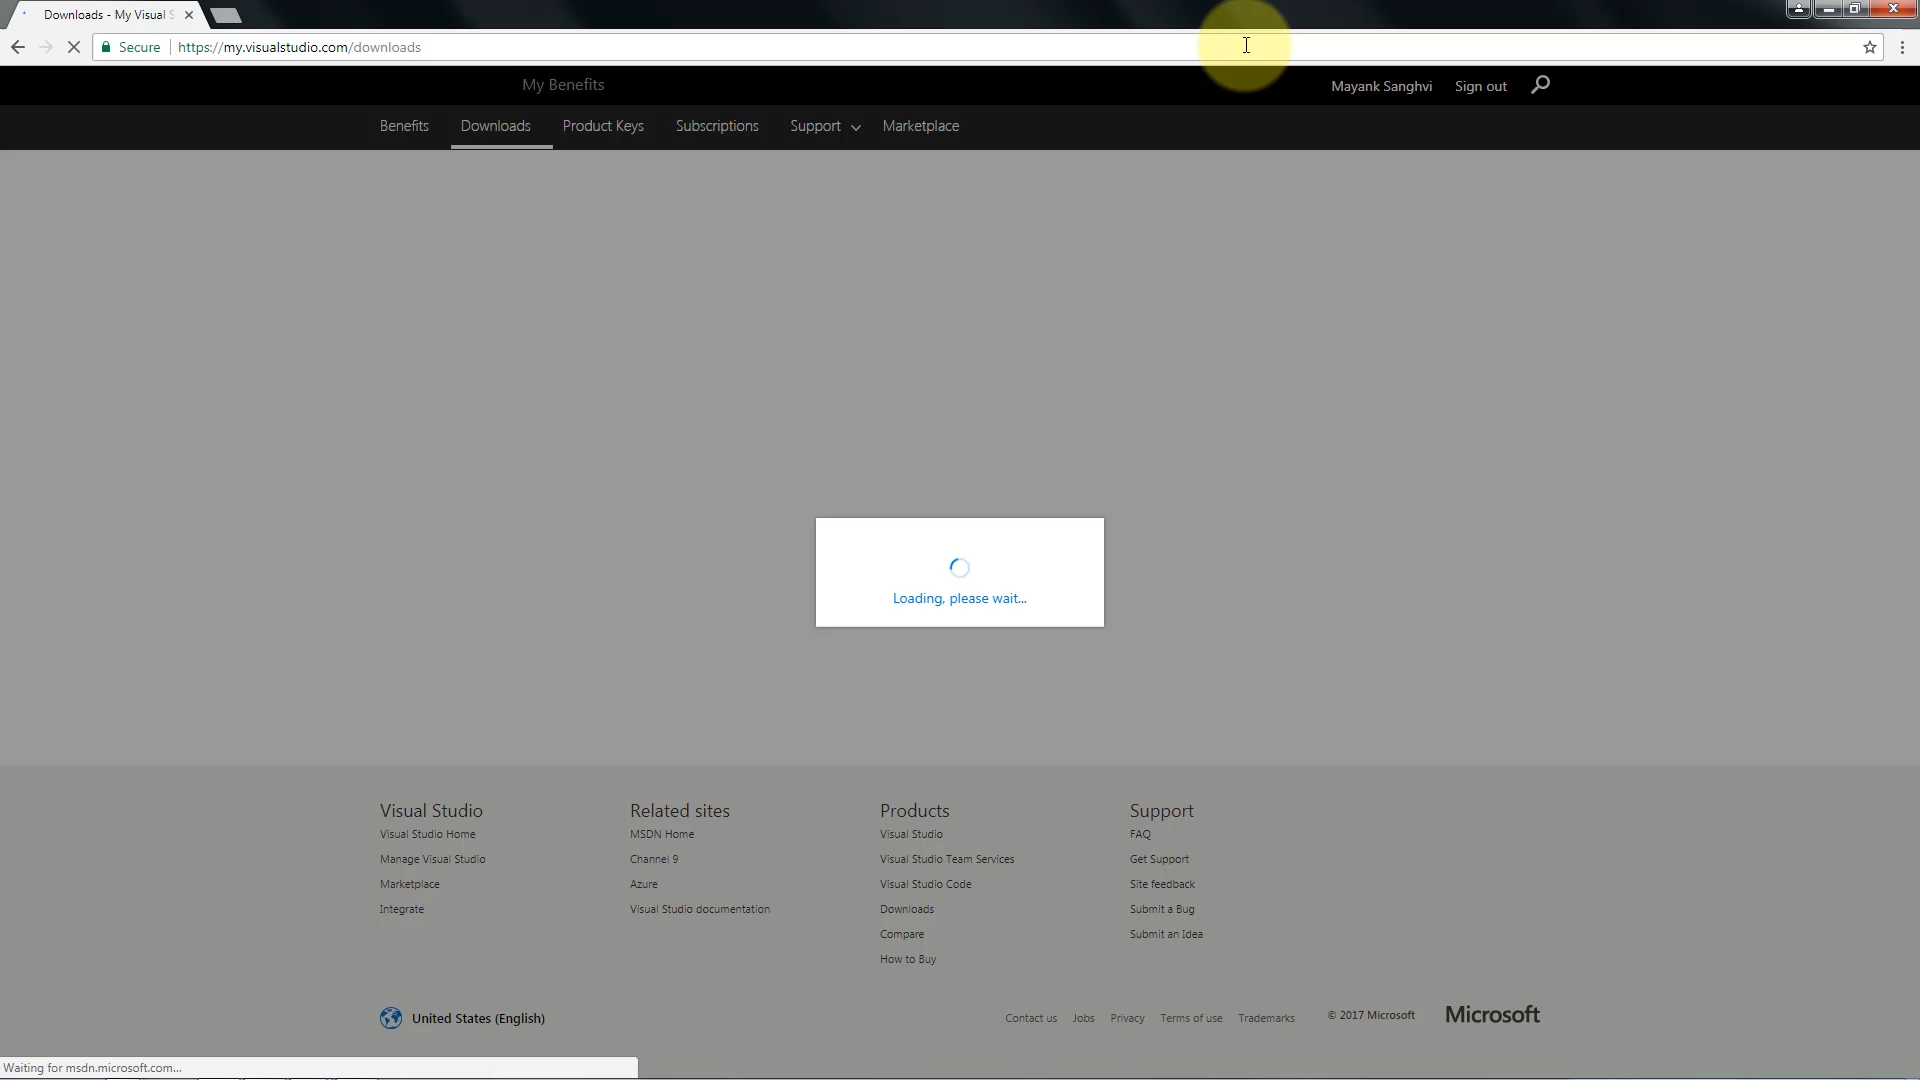 Downloads - My Visual S
Secure
https://my.visualstudio.com/downloads
My Benefits
Mayank Sanghvi
Sign out
Benefits
Downloads
Product Keys
Subscriptions
Support
Marketplace
Loading, please wait...
Visual Studio
Visual Studio Home
Manage Visual Studio
Marketplace
Integrate
Related sites
MSDN Home
Channel 9
Azure
Visual Studio documentation
Products
Visual Studio
Visual Studio Team Services
Visual Studio Code
Downloads
Compare
How to Buy
Support
FAQ
Get Support
Site feedback
Submit a Bug
Submit an Idea
United States (English)
Contact us
Jobs
Privacy
Terms of use
Trademarks
© 2017 Microsoft
Microsoft
Waiting for msdn.microsoft.com...